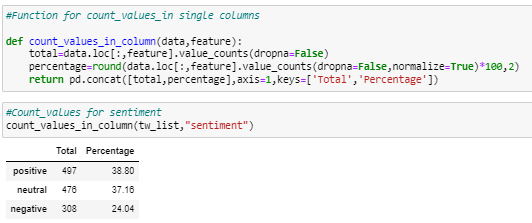 #Function for count_values_in single columns
def count_values_in_column(data,feature):
total=data.loc[:,feature].value_counts(dropna=False)
percentage=round(data.loc[:,feature].value_counts(dropna=False,normalize=True)*100,2)
return pd.concat([total,percentage],axis=1,keys=['Total','Percentage'])
#Count_values for sentiment
count_values_in_column(tw_list,"sentiment")
Total Percentage
positive 497 38.80
neutral 476 37.16
negative 308 24.04